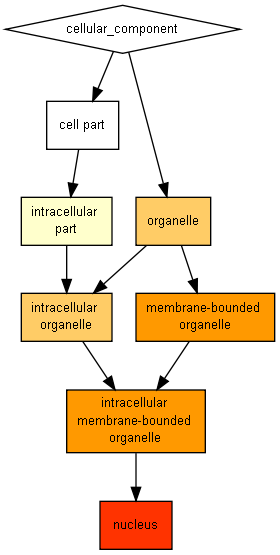 cellular_component
cell part
intracellular
part
organelle
intracellular
organelle
membrane-bounded
organelle
intracellular
membrane-bounded
organelle
nucleus